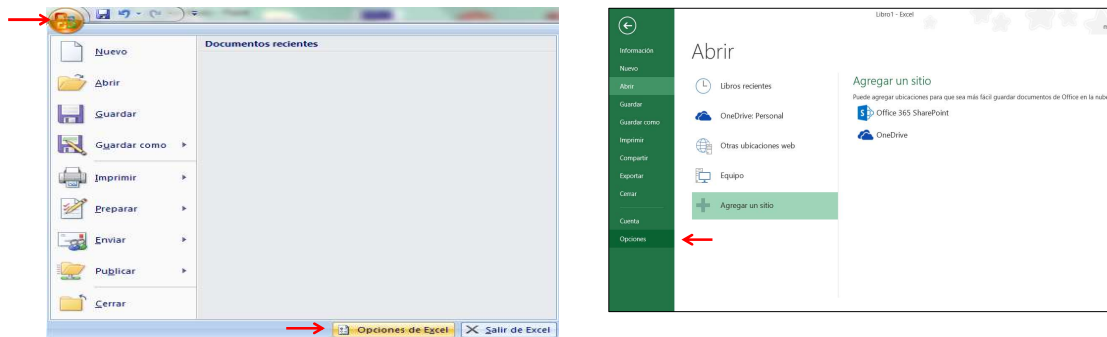 Documentos recientes
Nuevo
Abrir
Guardar
Guardar como
Imprimir
Preparar
Enviar
Publicar
Cerrar
Opciones de Excel
Salir de Excel
Libro1 - Excel
Información
Nuevo
Abrir
Guardar
Guardar como
Imprimir
Compartir
Exportar
Cerrar
Cuenta
Opciones
Abrir
Libros recientes
OneDrive: Personal
Otras ubicaciones web
Equipo
Agregar un sitio
Agregar un sitio
Puede agregar ubicaciones para que sea más fácil guardar documentos de Office en la nube
Office 365 SharePoint
OneDrive